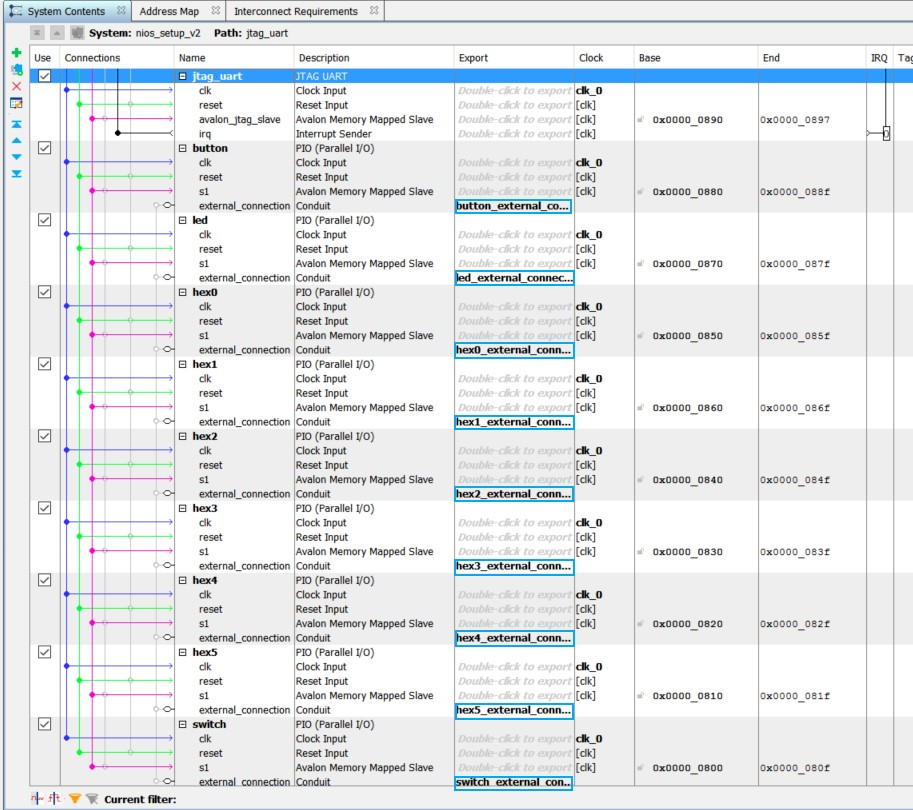 System Contents Address Map Interconnect Requirements
System: nios_setup_v2 Path: jtag_uart
Use Connections Name Description Export Clock Base End IRQ Tag
jtag_uart JTAG UART
clk Clock Input Double-click to export clk_0
reset Reset Input Double-click to export [clk]
avalon_jtag_slave Avalon Memory Mapped Slave Double-click to export [clk] 0x0000_0890 0x0000_0897
irq Interrupt Sender Double-click to export [clk]
button PIO (Parallel I/O)
clk Clock Input Double-click to export clk_0
reset Reset Input Double-click to export [clk]
s1 Avalon Memory Mapped Slave Double-click to export [clk] 0x0000_0880 0x0000_088f
external_connection Conduit button_external_co...
led PIO (Parallel I/O)
clk Clock Input Double-click to export clk_0
reset Reset Input Double-click to export [clk]
s1 Avalon Memory Mapped Slave Double-click to export [clk] 0x0000_0870 0x0000_087f
external_connection Conduit led_external_connec...
hex0 PIO (Parallel I/O)
clk Clock Input Double-click to export clk_0
reset Reset Input Double-click to export [clk]
s1 Avalon Memory Mapped Slave Double-click to export [clk] 0x0000_0850 0x0000_085f
external_connection Conduit hex0_external_conn...
hex1 PIO (Parallel I/O)
clk Clock Input Double-click to export clk_0
reset Reset Input Double-click to export [clk]
s1 Avalon Memory Mapped Slave Double-click to export [clk] 0x0000_0860 0x0000_086f
external_connection Conduit hex1_external_conn...
hex2 PIO (Parallel I/O)
clk Clock Input Double-click to export clk_0
reset Reset Input Double-click to export [clk]
s1 Avalon Memory Mapped Slave Double-click to export [clk] 0x0000_0840 0x0000_084f
external_connection Conduit hex2_external_conn...
hex3 PIO (Parallel I/O)
clk Clock Input Double-click to export clk_0
reset Reset Input Double-click to export [clk]
s1 Avalon Memory Mapped Slave Double-click to export [clk] 0x0000_0830 0x0000_083f
external_connection Conduit hex3_external_conn...
hex4 PIO (Parallel I/O)
clk Clock Input Double-click to export clk_0
reset Reset Input Double-click to export [clk]
s1 Avalon Memory Mapped Slave Double-click to export [clk] 0x0000_0820 0x0000_082f
external_connection Conduit hex4_external_conn...
hex5 PIO (Parallel I/O)
clk Clock Input Double-click to export clk_0
reset Reset Input Double-click to export [clk]
s1 Avalon Memory Mapped Slave Double-click to export [clk] 0x0000_0810 0x0000_081f
external_connection Conduit hex5_external_conn...
switch PIO (Parallel I/O)
clk Clock Input Double-click to export clk_0
reset Reset Input Double-click to export [clk]
s1 Avalon Memory Mapped Slave Double-click to export [clk] 0x0000_0800 0x0000_080f
external_connection Conduit switch_external_con...
Current filter: